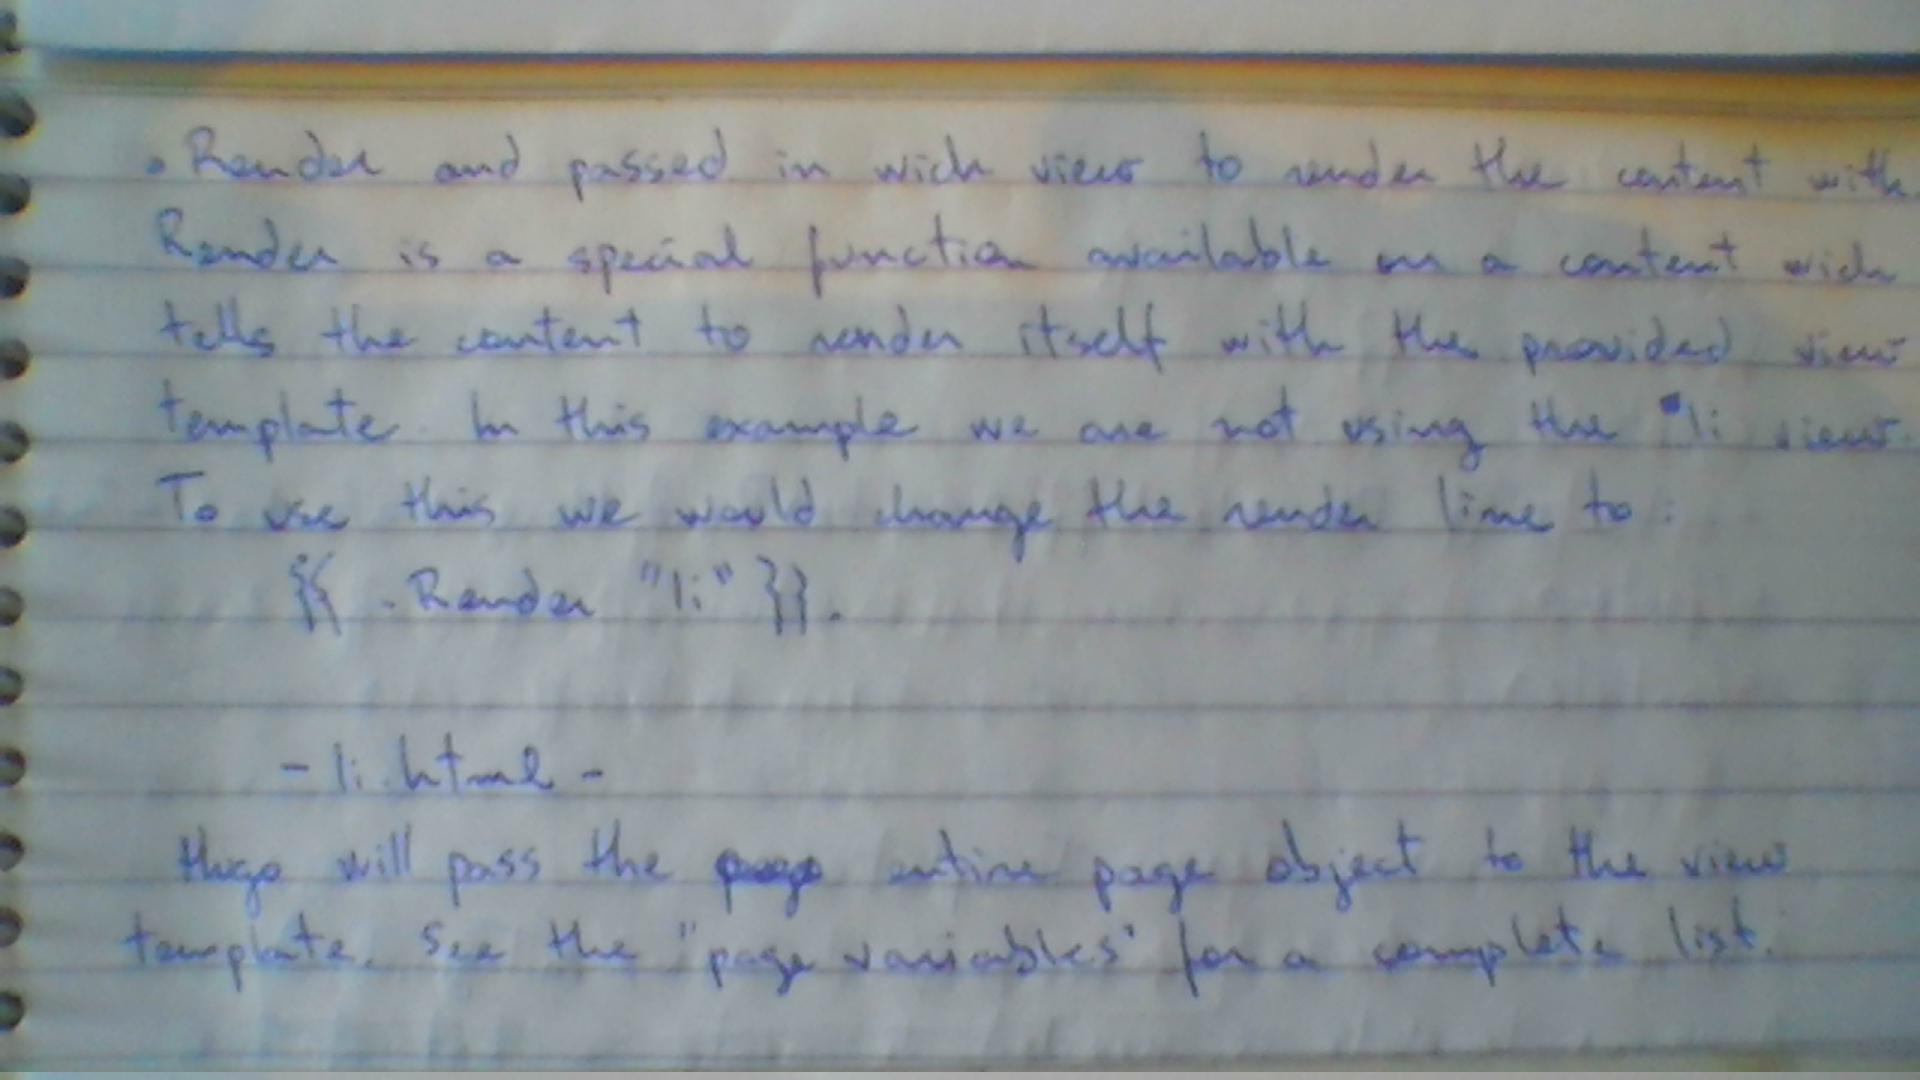 . Render and passed in wich view to render the content with.
Render is a special function available on a content wich
tells the content to render itself with the provided view
template. In this example we are not using the "li view.
To use this we would change the render line to:
{{ .Render "li" }}.
- li.html -
Hugo will pass the entire page object to the view
template. See the "page variables" for a complete list.